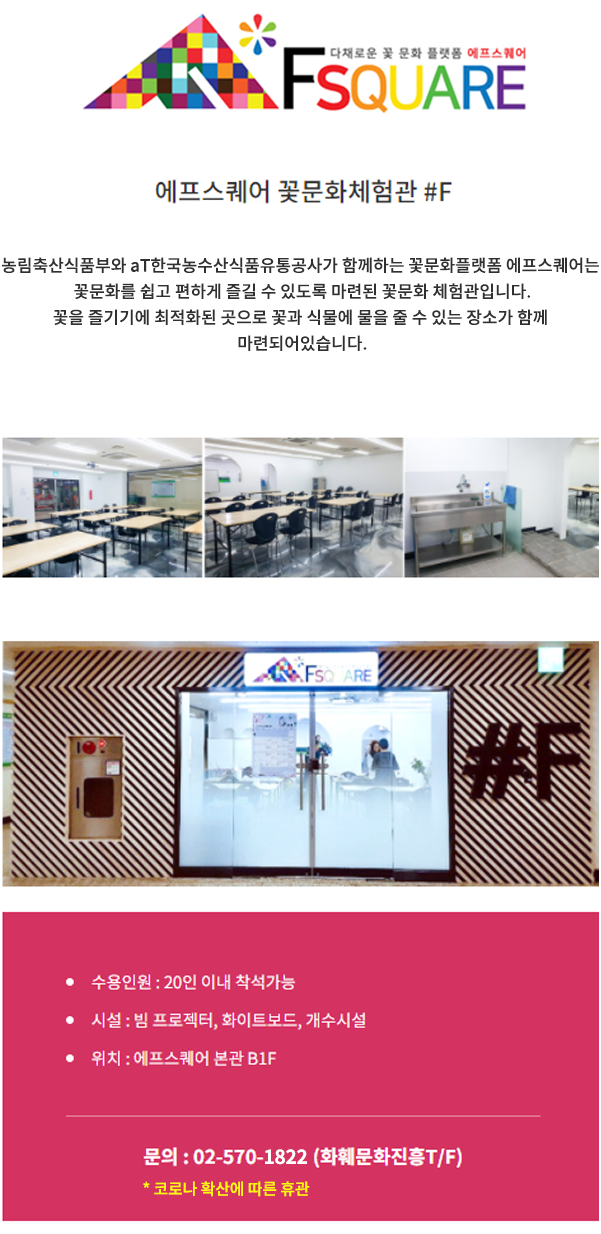 다채로운 꽃 문화 플랫폼 에프스퀘어
FSQUARE
에프스퀘어 꽃문화체험관 #F
농림축산식품부와 aT한국농수산식품유통공사가 함께하는 꽃문화플랫폼 에프스퀘어는
꽃문화를 쉽고 편하게 즐길 수 있도록 마련된 꽃문화 체험관입니다.
꽃을 즐기기에 최적화된 곳으로 꽃과 식물에 물을 줄 수 있는 장소가 함께
마련되어있습니다.
FSQUARE
#F
• 수용인원 : 20인 이내 착석가능
• 시설 : 빔 프로젝터, 화이트보드, 개수시설
• 위치 : 에프스퀘어 본관 B1F
문의 : 02-570-1822 (화훼문화진흥T/F)
* 코로나 확산에 따른 휴관